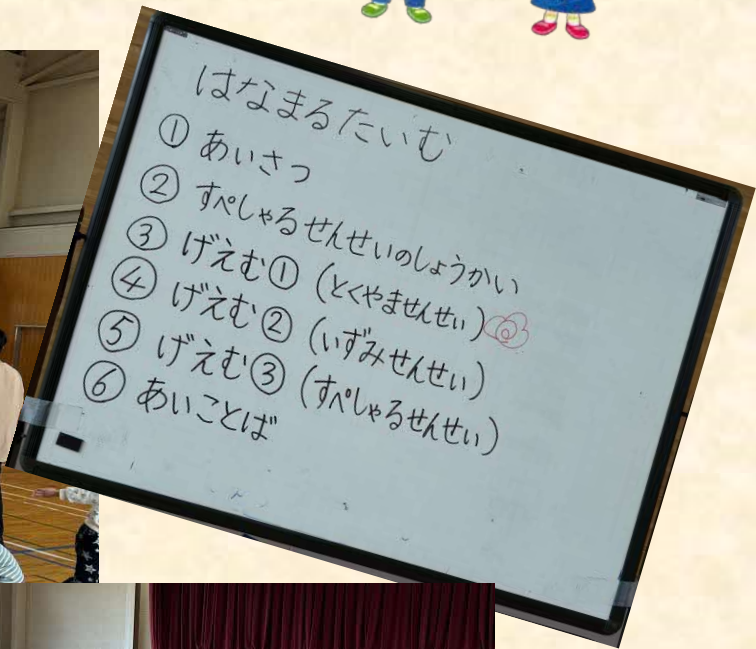 はなまるたいむ
① あいさつ
② すぺしゃるせんせいのしょうかい
③ げえむ① (とくやませんせい)
④ げえむ② (いずみせんせい)
⑤ げえむ③ (すぺしゃるせんせい)
⑥ あいことば